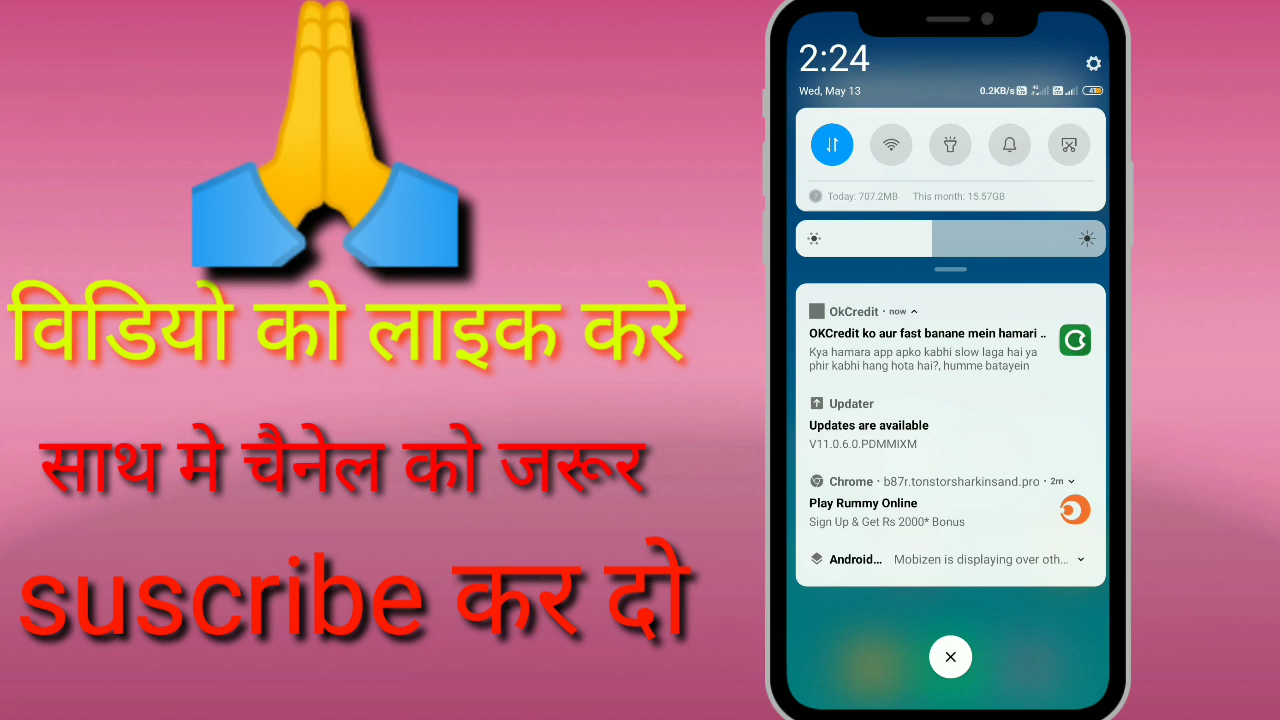 विडियो को लाइक करे
साथ मे चैनेल को जरूर
suscribe कर दो
2:24
Wed, May 13
0.2KB/s
Today: 707.2MB This month: 15.57GB
OkCredit · now
OKCredit ko aur fast banane mein hamari ..
Kya hamara app apko kabhi slow laga hai ya
phir kabhi hang hota hai?, humme batayein
Updater
Updates are available
V11.0.6.0.PDMMIXM
Chrome · b87r.tonstorsharkinsand.pro · 2m
Play Rummy Online
Sign Up & Get Rs 2000* Bonus
Android... Mobizen is displaying over oth...